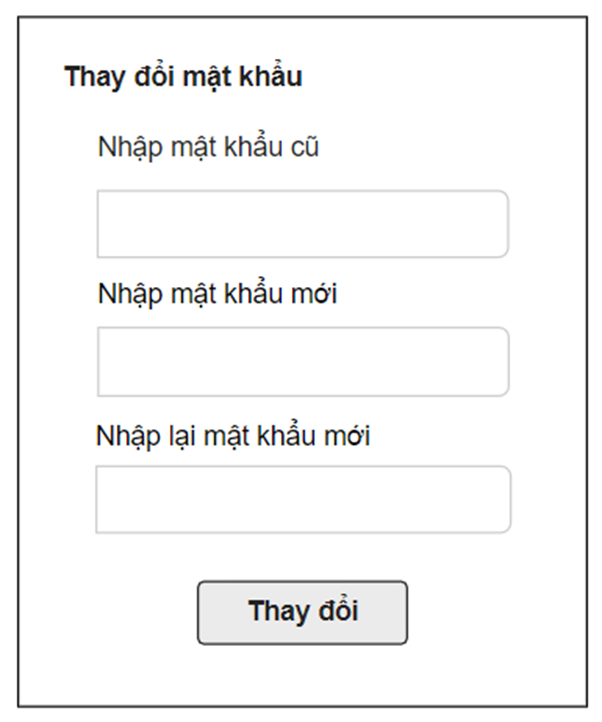 Thay đổi mật khẩu
Nhập mật khẩu cũ
Nhập mật khẩu mới
Nhập lại mật khẩu mới
Thay đổi